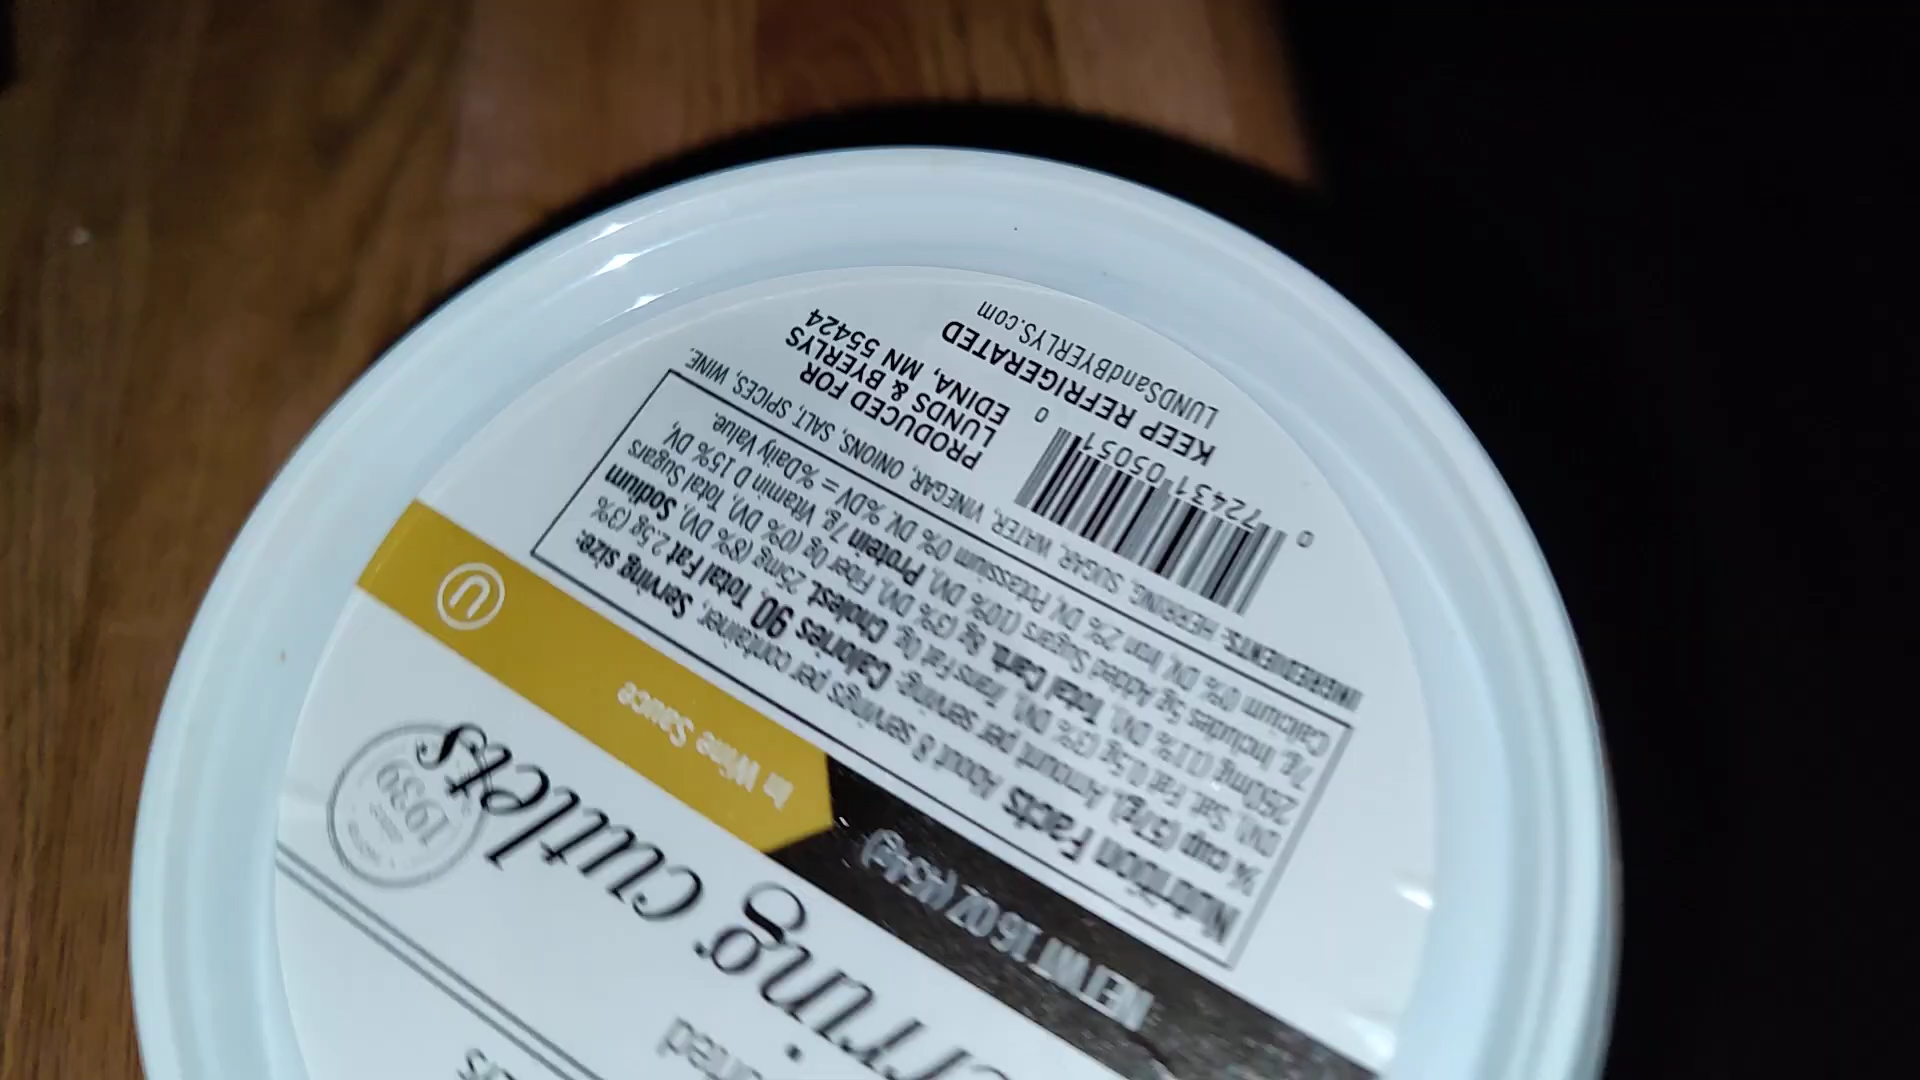 herring cutlets
1939
In Wine Sauce
U
NET WT 16 OZ (454g)
Nutrition Facts About 8 servings per container, Serving size:
¼ cup (57g), Amount per serving: Calories 90, Total Fat 2.5g (3%
DV), Sat. Fat 0.5g (3% DV), Trans Fat 0g, Cholest. 25mg (8% DV), Sodium
260mg (11% DV), Total Carb. 8g (3% DV), Fiber 0g (0% DV), Total Sugars
7g, Includes 5g Added Sugars (10% DV), Protein 7g, Vitamin D 15% DV,
Calcium 0% DV, Iron 2% DV, Potassium 0% DV %DV = %Daily Value.
INGREDIENTS: HERRING, SUGAR, WATER, VINEGAR, ONIONS, SALT, SPICES, WINE.
0 72431 05051 0
PRODUCED FOR
LUNDS & BYERLYS
EDINA, MN 55424
KEEP REFRIGERATED
LUNDSandBYERLYS.com